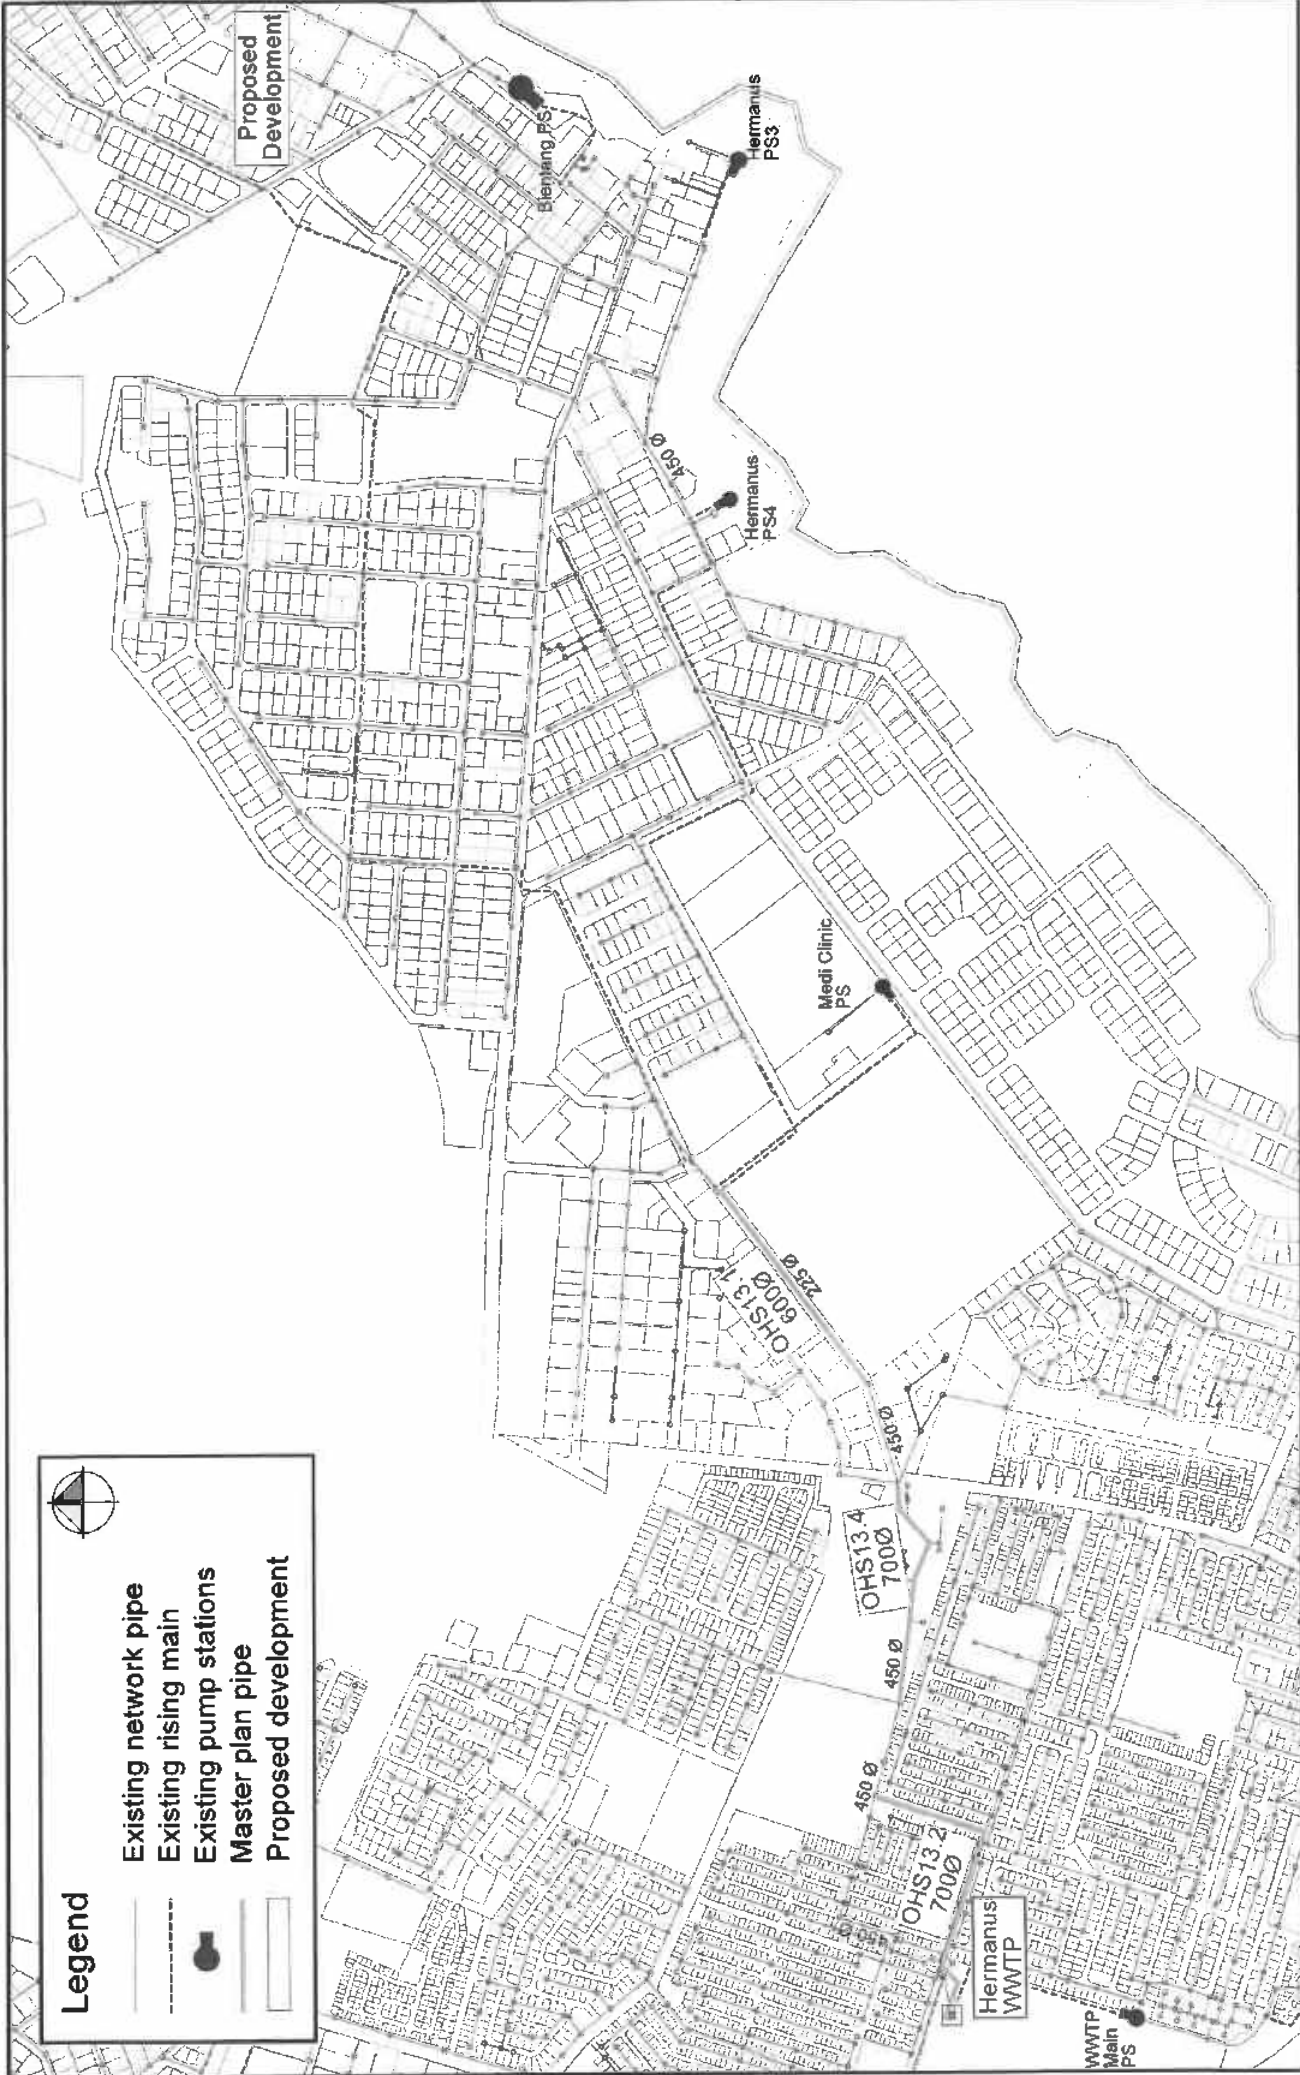 Legend
Existing network pipe
Existing rising main
Existing pump stations
Master plan pipe
Proposed development
Proposed
Development
Bientang PS
Hermanus
PS3
450 Ø
Hermanus
PS4
Medi Clinic
PS
OHS13.1
600Ø
225 Ø
450 Ø
OHS13.4
700Ø
450 Ø
450 Ø
OHS13.2
700Ø
450 Ø
Hermanus
WWTP
WWTP
Main
PS